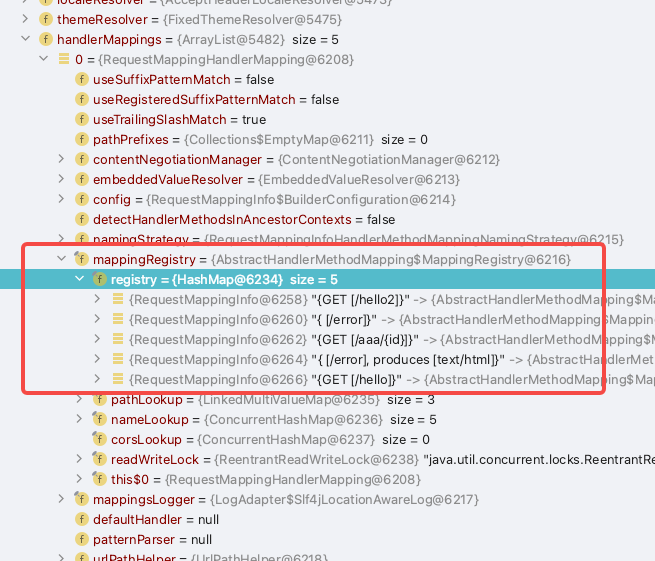 localeResolver = {AcceptHeaderLocaleResolver@5473}
themeResolver = {FixedThemeResolver@5475}
handlerMappings = {ArrayList@5482} size = 5
0 = {RequestMappingHandlerMapping@6208}
useSuffixPatternMatch = false
useRegisteredSuffixPatternMatch = false
useTrailingSlashMatch = true
pathPrefixes = {Collections$EmptyMap@6211} size = 0
contentNegotiationManager = {ContentNegotiationManager@6212}
embeddedValueResolver = {EmbeddedValueResolver@6213}
config = {RequestMappingInfo$BuilderConfiguration@6214}
detectHandlerMethodsInAncestorContexts = false
namingStrategy = {RequestMappingInfoHandlerMethodMappingNamingStrategy@6215}
mappingRegistry = {AbstractHandlerMethodMapping$MappingRegistry@6216}
registry = {HashMap@6234} size = 5
{RequestMappingInfo@6258} "{GET [/hello2]}" -> {AbstractHandlerMethodMapping$Ma
{RequestMappingInfo@6260} "{ [/error]}" -> {AbstractHandlerMethodMapping$Mappin
{RequestMappingInfo@6262} "{GET [/aaa/{id}]}" -> {AbstractHandlerMethodMapping$M
{RequestMappingInfo@6264} "{ [/error], produces [text/html]}" -> {AbstractHandlerMe
{RequestMappingInfo@6266} "{GET [/hello]}" -> {AbstractHandlerMethodMapping$Ma
pathLookup = {LinkedMultiValueMap@6235} size = 3
nameLookup = {ConcurrentHashMap@6236} size = 5
corsLookup = {ConcurrentHashMap@6237} size = 0
readWriteLock = {ReentrantReadWriteLock@6238} "java.util.concurrent.locks.ReentrantRe
this$0 = {RequestMappingHandlerMapping@6208}
mappingsLogger = {LogAdapter$Slf4jLocationAwareLog@6217}
defaultHandler = null
patternParser = null
urlPathHelper = {UrlPathHelper@6218}